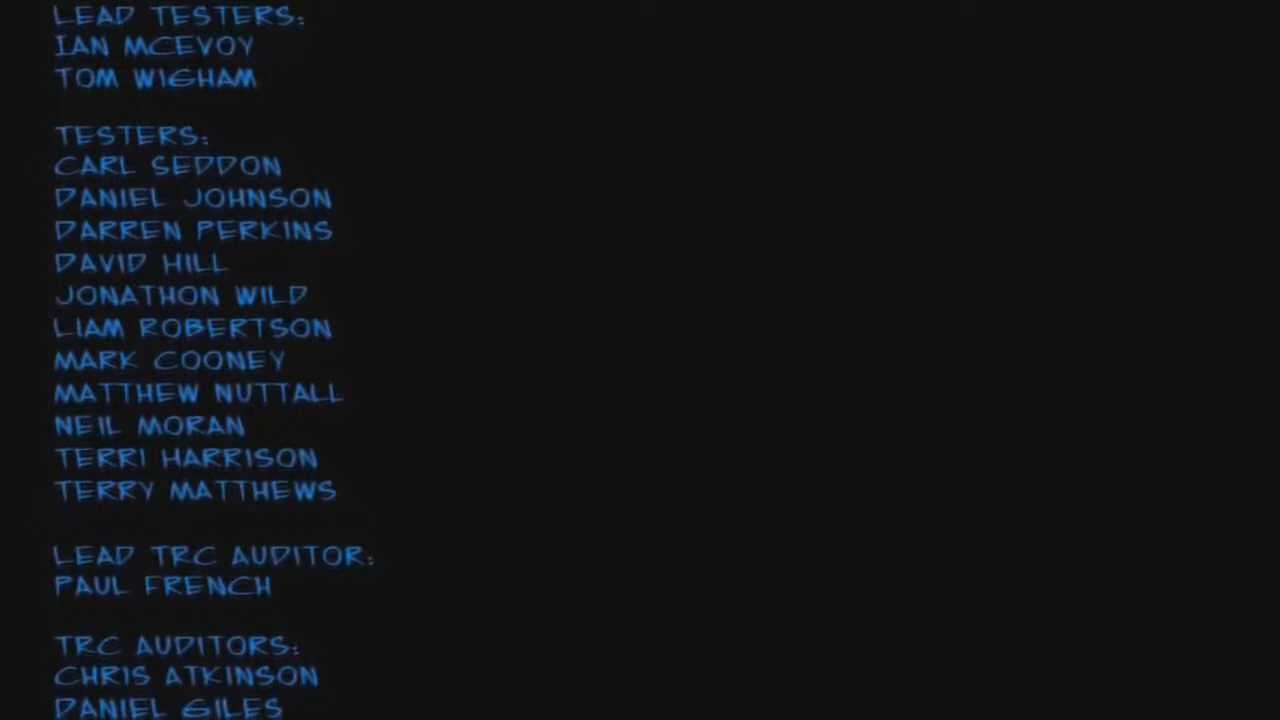 LEAD TESTERS:
IAN MCEVOY
TOM WIGHAM
TESTERS:
CARL SEDDON
DANIEL JOHNSON
DARREN PERKINS
DAVID HILL
JONATHON WILD
LIAM ROBERTSON
MARK COONEY
MATTHEW NUTTALL
NEIL MORAN
TERRI HARRISON
TERRY MATTHEWS
LEAD TRC AUDITOR:
PAUL FRENCH
TRC AUDITORS:
CHRIS ATKINSON
DANIEL GILES